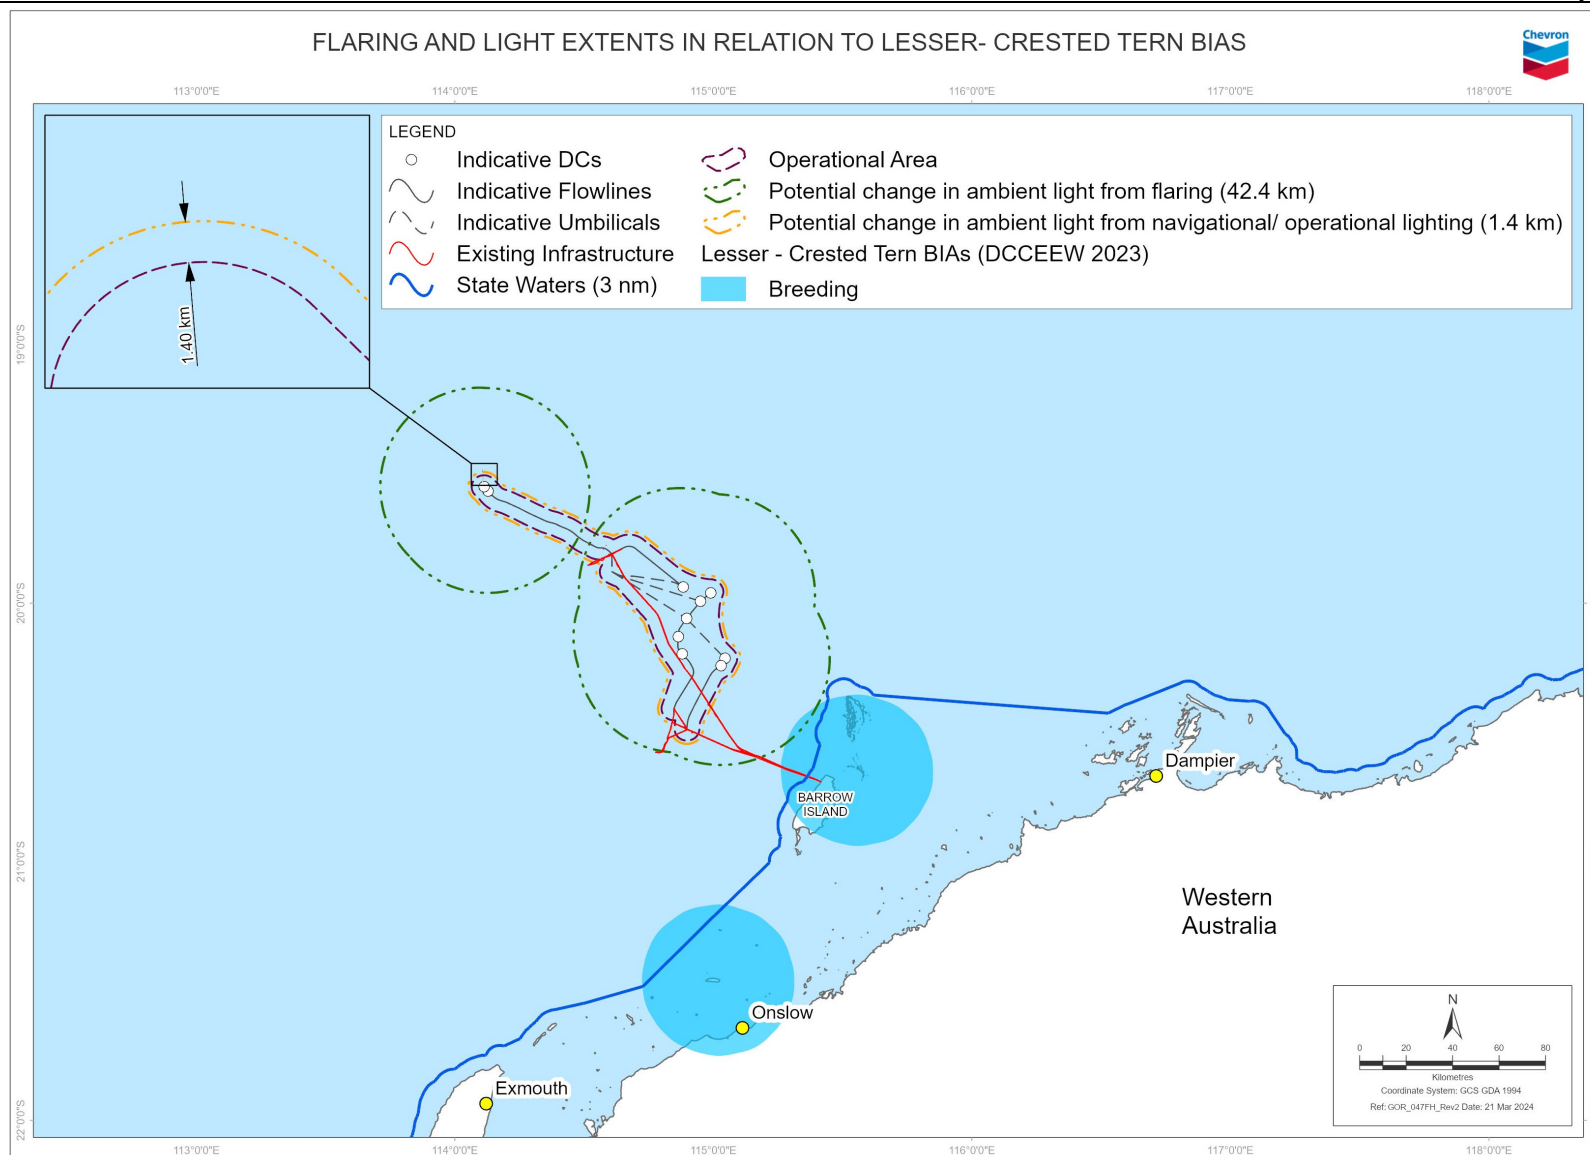 FLARING AND LIGHT EXTENTS IN RELATION TO LESSER- CRESTED TERN BIAS
Chevron
113°0'0"E
114°0'0"E
115°0'0"E
116°0'0"E
117°0'0"E
118°0'0"E
LEGEND
Indicative DCs
Indicative Flowlines
Indicative Umbilicals
Existing Infrastructure
State Waters (3 nm)
Operational Area
Potential change in ambient light from flaring (42.4 km)
Potential change in ambient light from navigational/ operational lighting (1.4 km)
Lesser - Crested Tern BIAs (DCCEEW 2023)
Breeding
1.40 km
19°0'0"S
20°0'0"S
21°0'0"S
22°0'0"S
Dampier
BARROW
ISLAND
Western
Australia
Onslow
Exmouth
N
0 20 40 60 80
Kilometres
Coordinate System: GCS GDA 1994
Ref: GOR_047FH_Rev2 Date: 21 Mar 2024
113°0'0"E
114°0'0"E
115°0'0"E
116°0'0"E
117°0'0"E
118°0'0"E